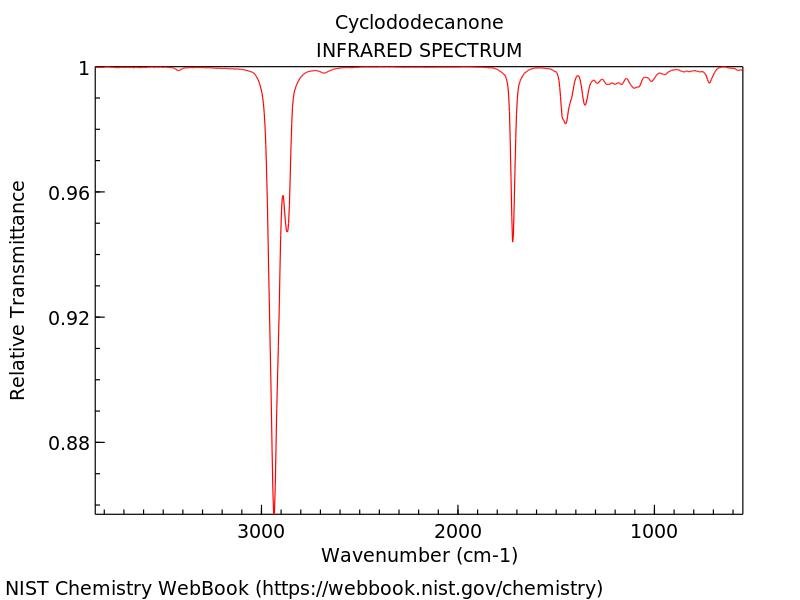 Cyclododecanone
INFRARED SPECTRUM
1
0.96
0.92
0.88
Relative Transmittance
3000 2000 1000
Wavenumber (cm-1)
NIST Chemistry WebBook (https://webbook.nist.gov/chemistry)